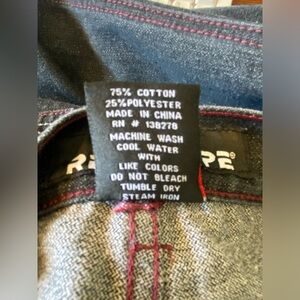 75% COTTON
25%POLYESTER
MADE IN CHINA
RN # 138278
MACHINE WASH
COOL WATER
WITH
LIKE COLORS
DO NOT BLEACH
TUMBLE DRY
STEAM IRON